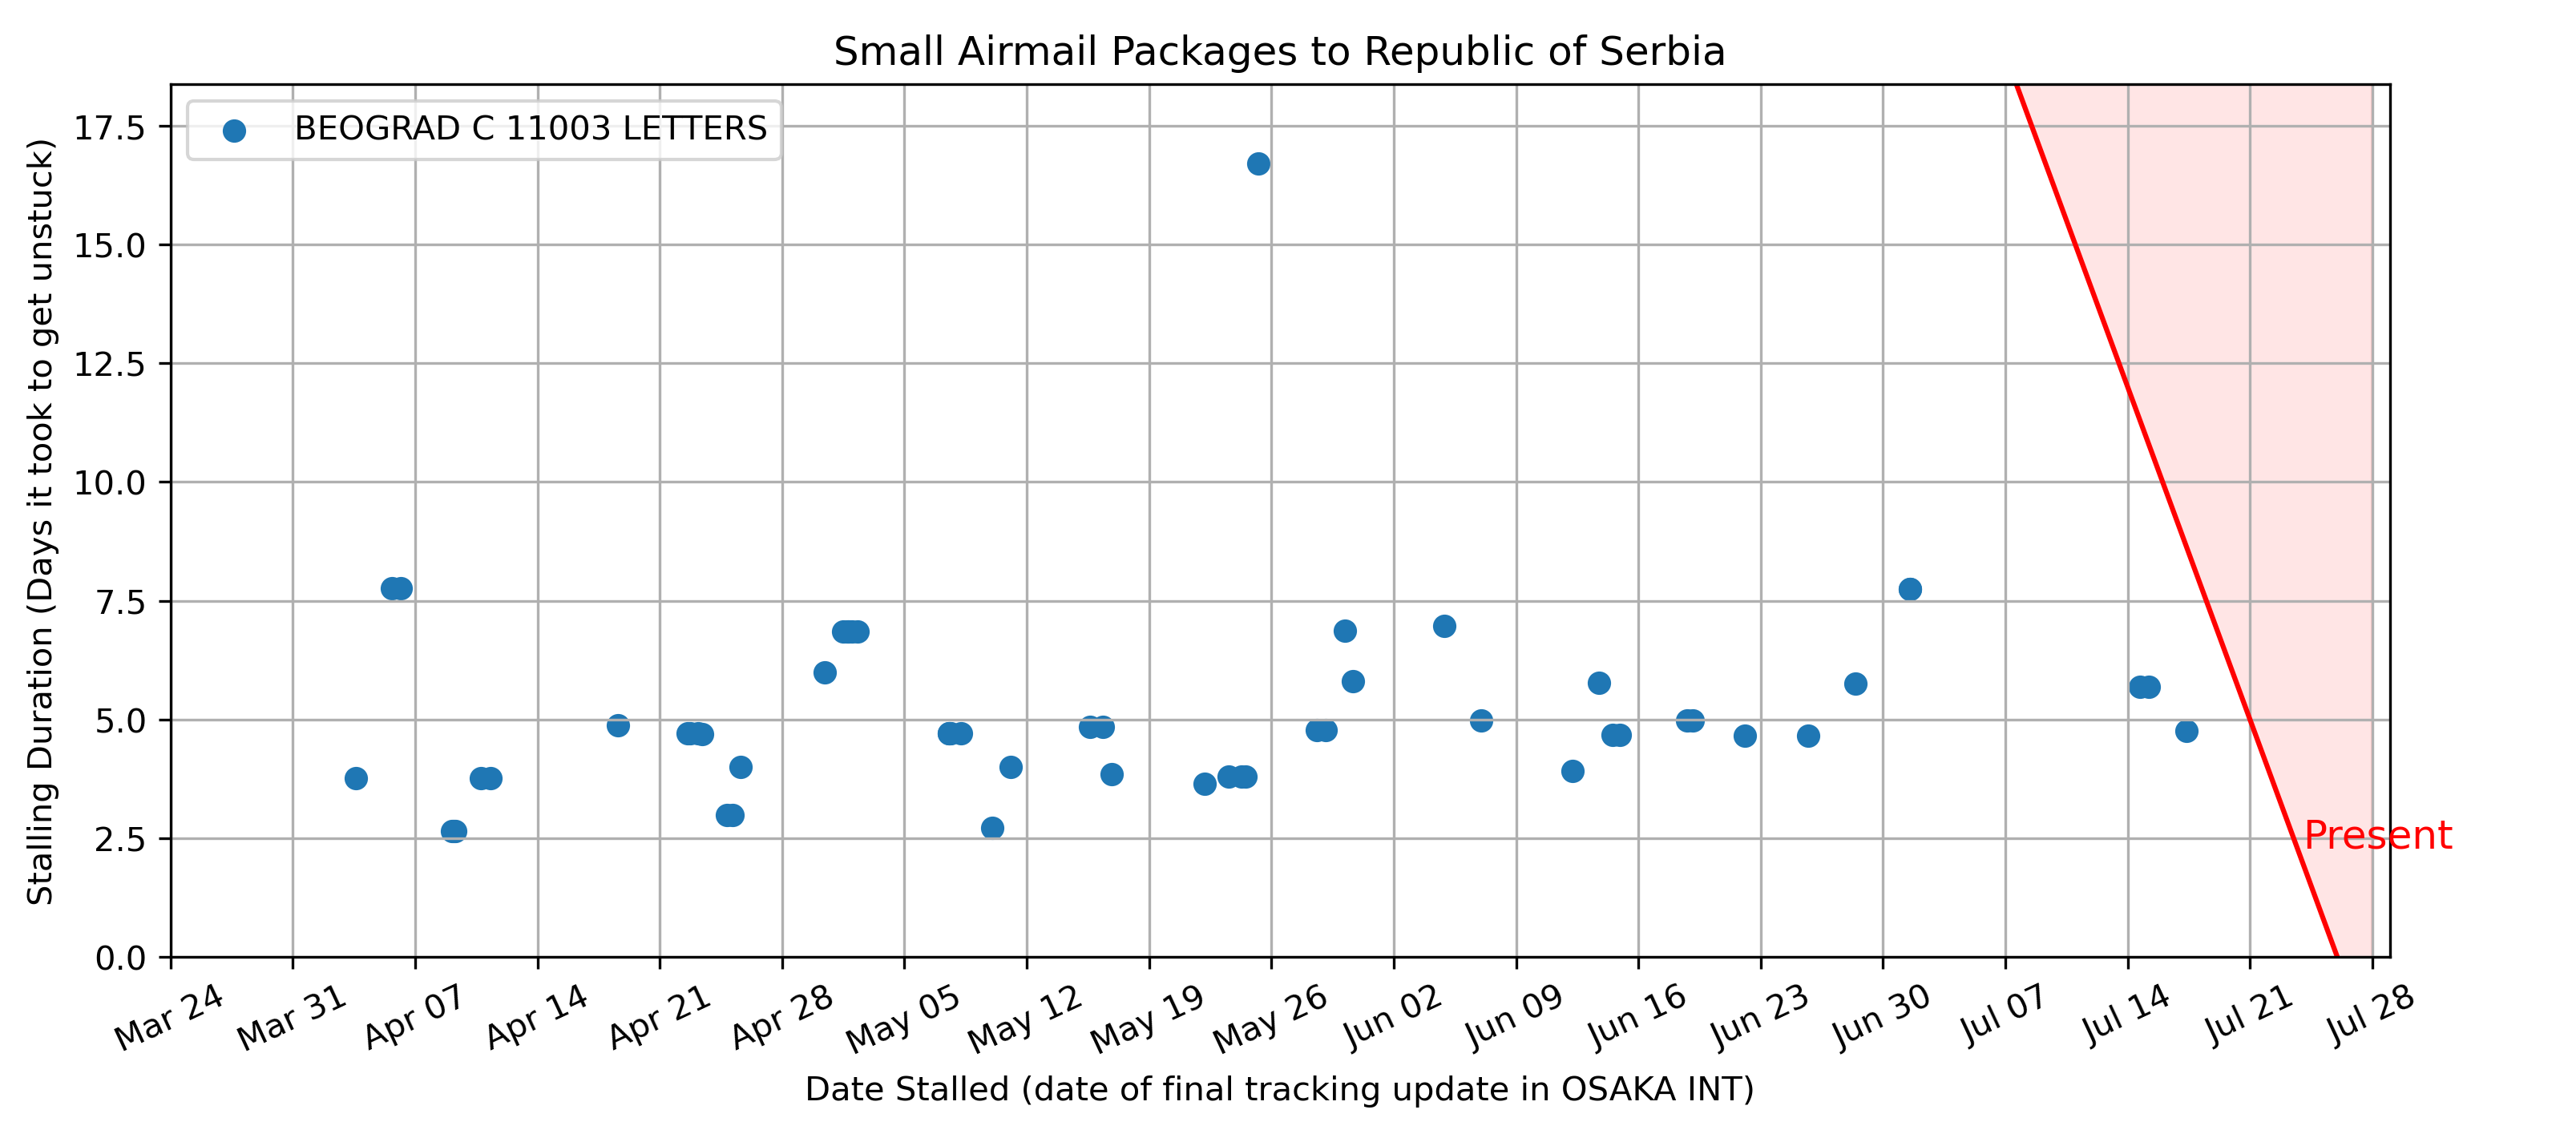 Small Airmail Packages to Republic of Serbia
BEOGRAD C 11003 LETTERS
Stalling Duration (Days it took to get unstuck)
17.5
15.0
12.5
10.0
7.5
5.0
2.5
0.0
Present
Mar 24
Mar 31
Apr 07
Apr 14
Apr 21
Apr 28
May 05
May 12
May 19
May 26
Jun 02
Jun 09
Jun 16
Jun 23
Jun 30
Jul 07
Jul 14
Jul 21
Jul 28
Date Stalled (date of final tracking update in OSAKA INT)